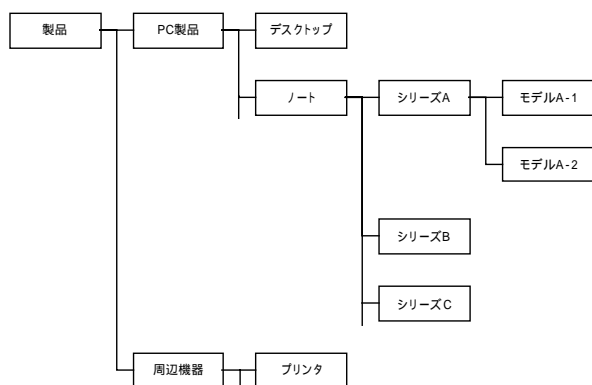 製品
PC製品
デスクトップ
ノート
シリーズA
モデルA-1
モデルA-2
シリーズB
シリーズC
周辺機器
プリンタ